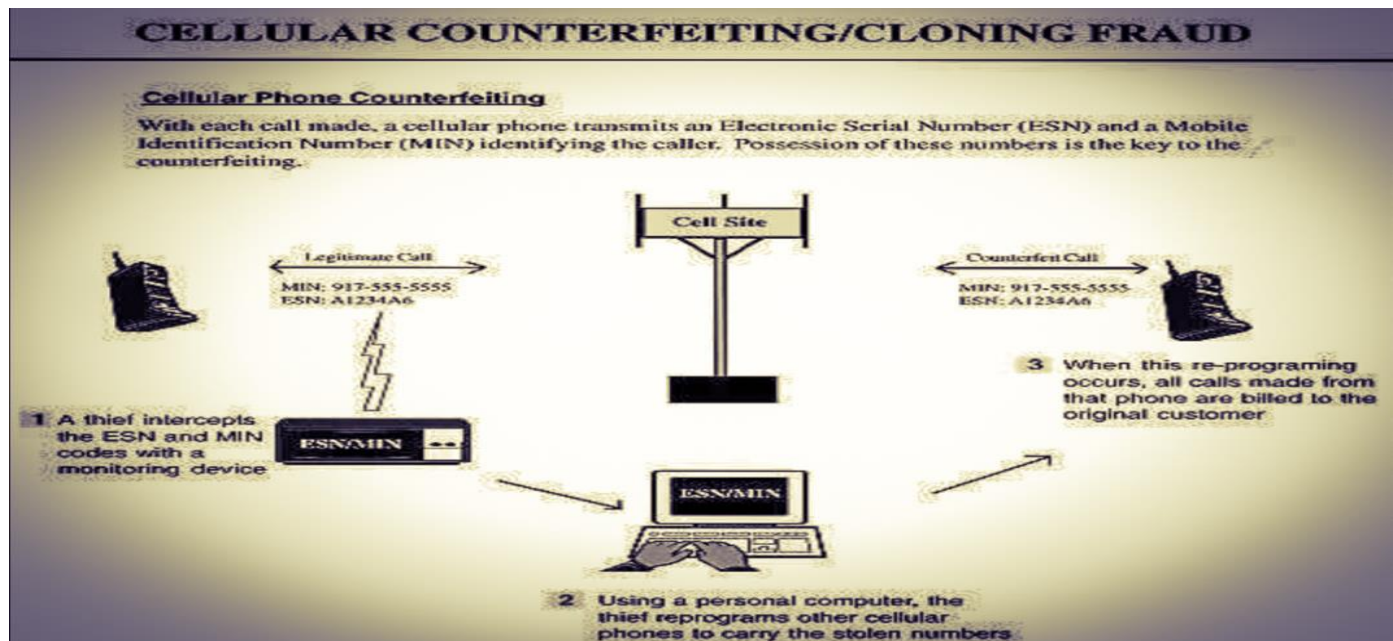 CELLULAR COUNTERFEITING/CLONING FRAUD
Cellular Phone Counterfeiting
With each call made, a cellular phone transmits an Electronic Serial Number (ESN) and a Mobile
Identification Number (MIN) identifying the caller. Possession of these numbers is the key to the
counterfeiting.
Cell Site
Legitimate Call
MIN: 917-555-5555
ESN: A1234A6
Counterfeit Call
MIN: 917-555-5555
ESN: A1234A6
1 A thief intercepts
the ESN and MIN
codes with a
monitoring device
ESN/MIN
ESN/MIN
2 Using a personal computer, the
thief reprograms other cellular
phones to carry the stolen numbers
3 When this re-programing
occurs, all calls made from
that phone are billed to the
original customer